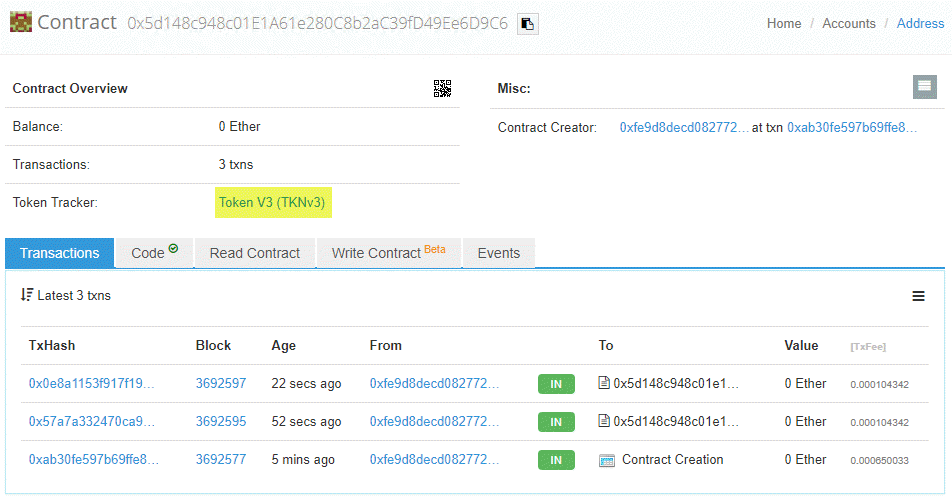 Contract 0x5d148c948c01E1A61e280C8b2aC39fD49Ee6D9C6
Home / Accounts / Address
Contract Overview
Balance: 0 Ether
Transactions: 3 txns
Token Tracker: Token V3 (TKNv3)
Misc:
Contract Creator: 0xfe9d8decd082772... at txn 0xab30fe597b69ffe8...
Transactions Code Read Contract Write Contract Beta Events
Latest 3 txns
TxHash Block Age From To Value [TxFee]
0x0e8a1153f917f19... 3692597 22 secs ago 0xfe9d8decd082772... IN 0x5d148c948c01e1... 0 Ether 0.000104342
0x57a7a332470ca9... 3692595 52 secs ago 0xfe9d8decd082772... IN 0x5d148c948c01e1... 0 Ether 0.000104342
0xab30fe597b69ffe8... 3692577 5 mins ago 0xfe9d8decd082772... IN Contract Creation 0 Ether 0.000650033